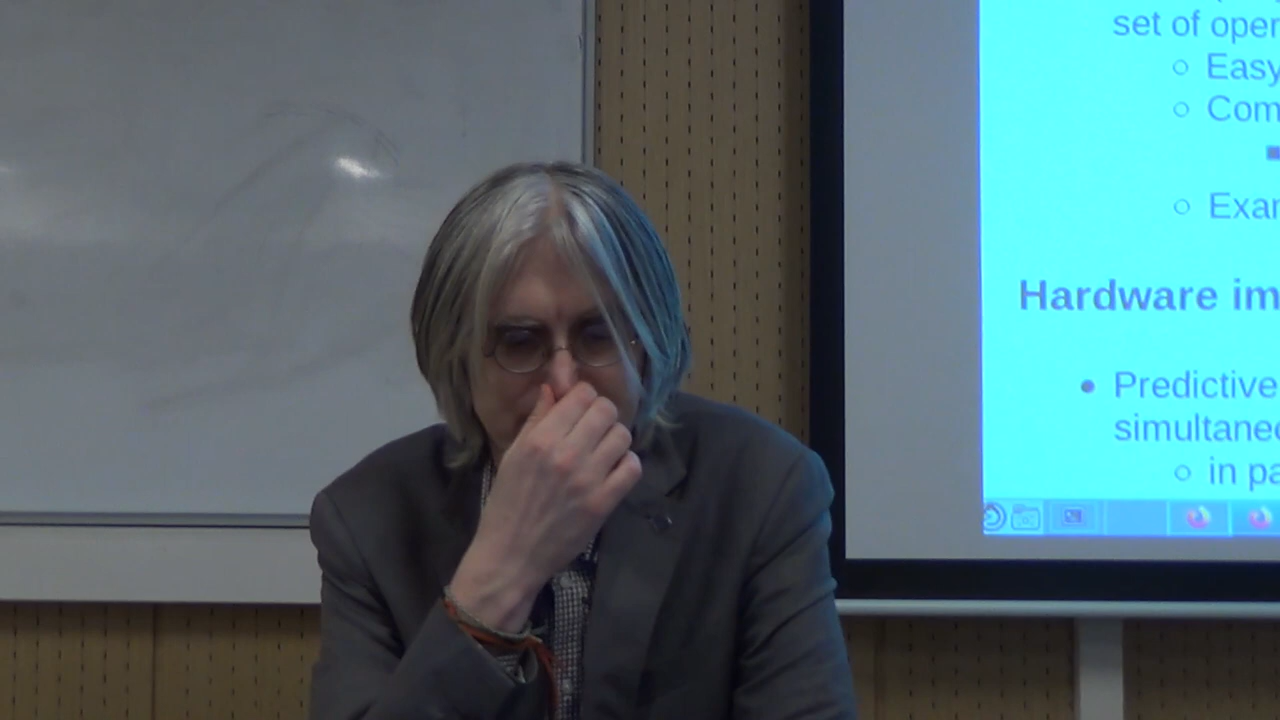 set of oper
Easy
Com
Exar
Hardware im
Predictive
simultaneo
in pa